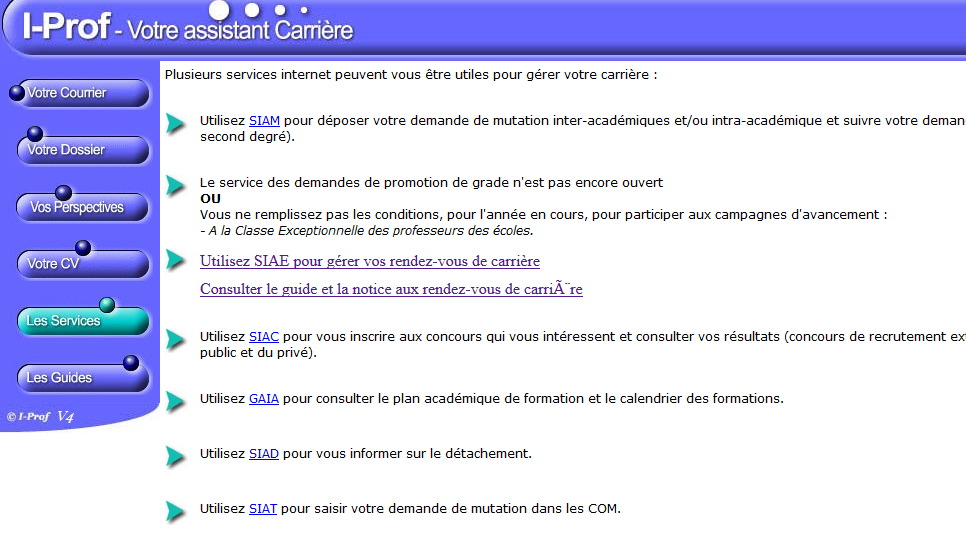 I-Prof - Votre assistant Carrière
Votre Courrier
Votre Dossier
Vos Perspectives
Votre CV
Les Services
Les Guides
© I-Prof V4
Plusieurs services internet peuvent vous être utiles pour gérer votre carrière :
Utilisez SIAM pour déposer votre demande de mutation inter-académiques et/ou intra-académique et suivre votre deman
second degré).
Le service des demandes de promotion de grade n'est pas encore ouvert
OU
Vous ne remplissez pas les conditions, pour l'année en cours, pour participer aux campagnes d'avancement :
- A la Classe Exceptionnelle des professeurs des écoles.
Utilisez SIAE pour gérer vos rendez-vous de carrière
Consulter le guide et la notice aux rendez-vous de carriÃ¨re
Utilisez SIAC pour vous inscrire aux concours qui vous intéressent et consulter vos résultats (concours de recrutement ex
public et du privé).
Utilisez GAIA pour consulter le plan académique de formation et le calendrier des formations.
Utilisez SIAD pour vous informer sur le détachement.
Utilisez SIAT pour saisir votre demande de mutation dans les COM.